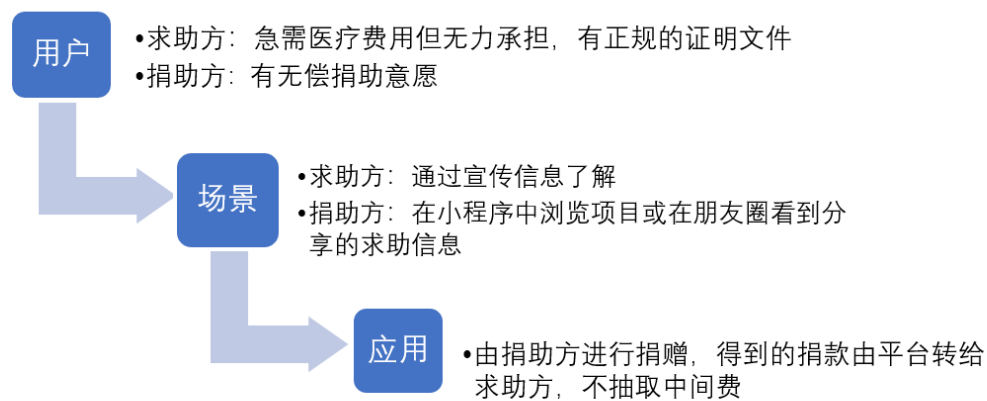 用户
•求助方：急需医疗费用但无力承担，有正规的证明文件
•捐助方：有无偿捐助意愿
场景
•求助方：通过宣传信息了解
•捐助方：在小程序中浏览项目或在朋友圈看到分
享的求助信息
应用
•由捐助方进行捐赠，得到的捐款由平台转给
求助方，不抽取中间费